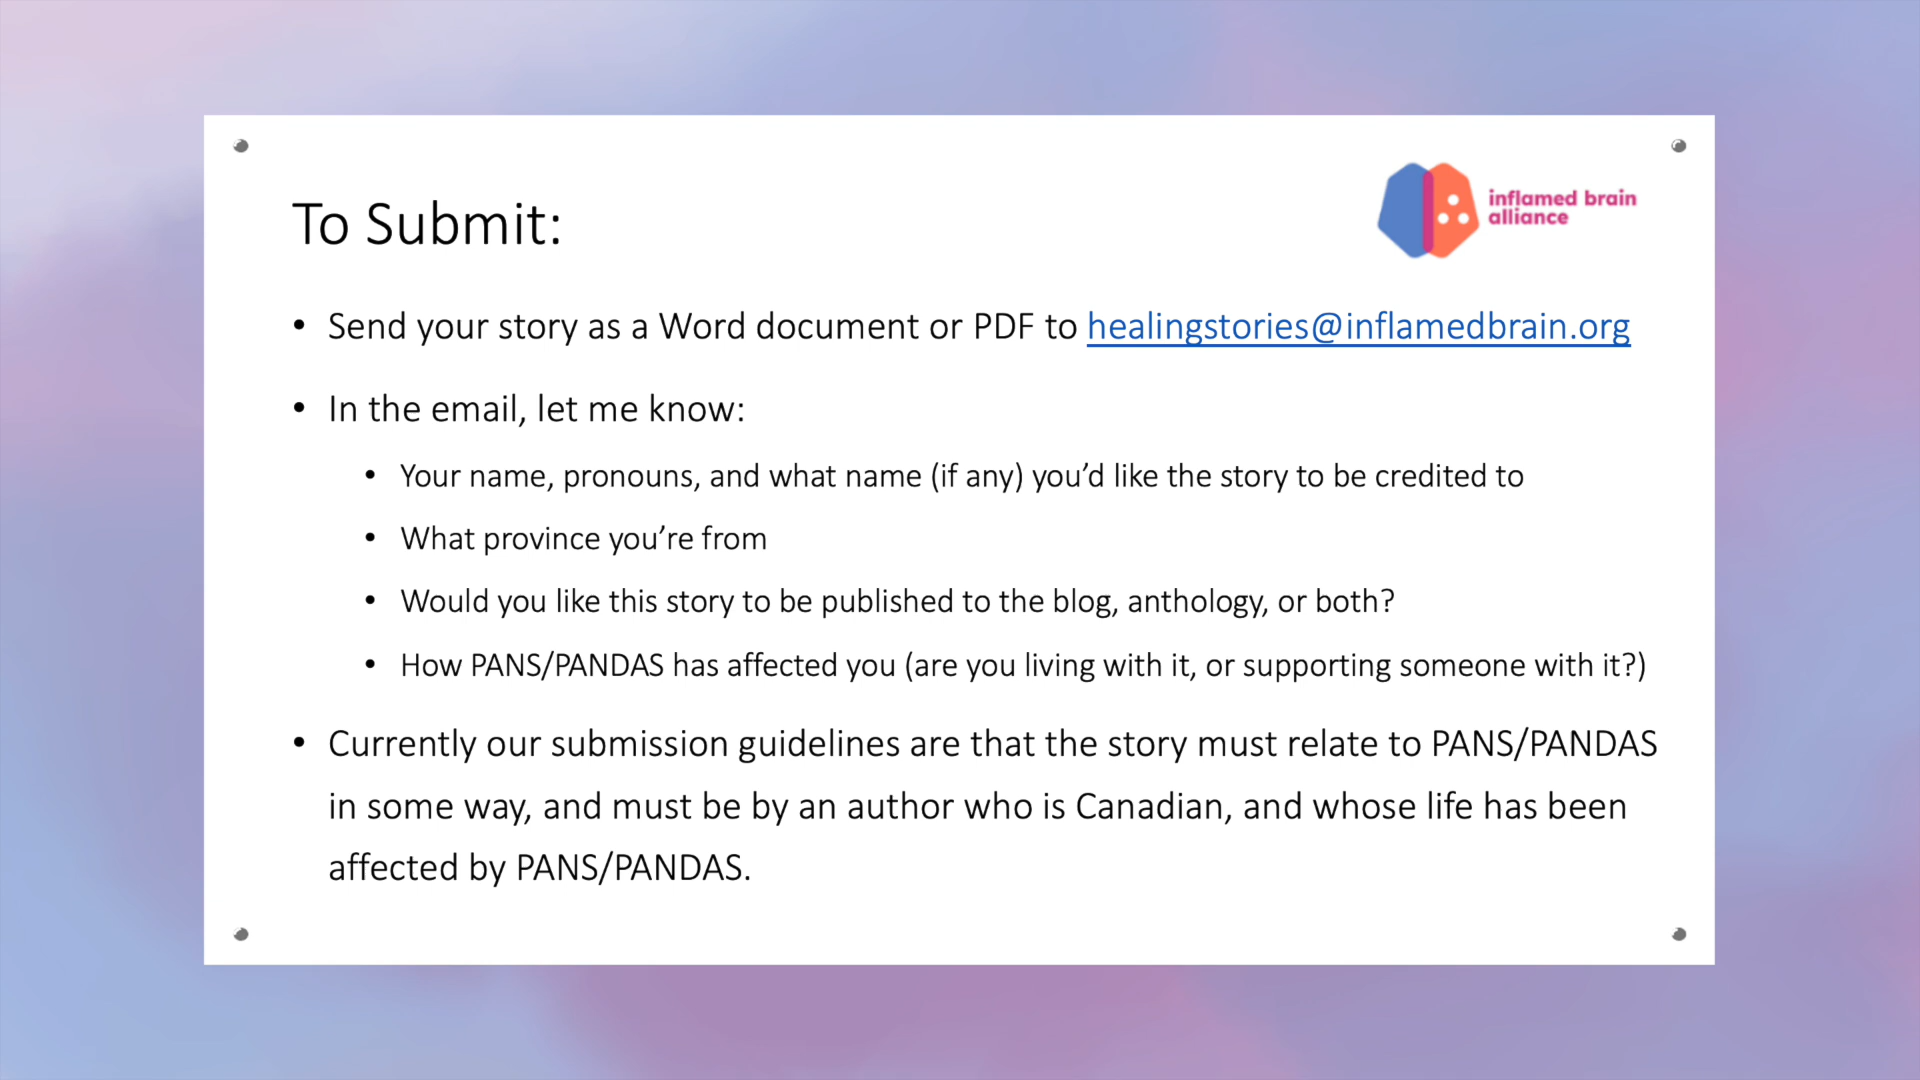 To Submit:
inflamed brain
alliance
• Send your story as a Word document or PDF to healingstories@inflamedbrain.org
• In the email, let me know:
• Your name, pronouns, and what name (if any) you’d like the story to be credited to
• What province you’re from
• Would you like this story to be published to the blog, anthology, or both?
• How PANS/PANDAS has affected you (are you living with it, or supporting someone with it?)
• Currently our submission guidelines are that the story must relate to PANS/PANDAS
in some way, and must be by an author who is Canadian, and whose life has been
affected by PANS/PANDAS.